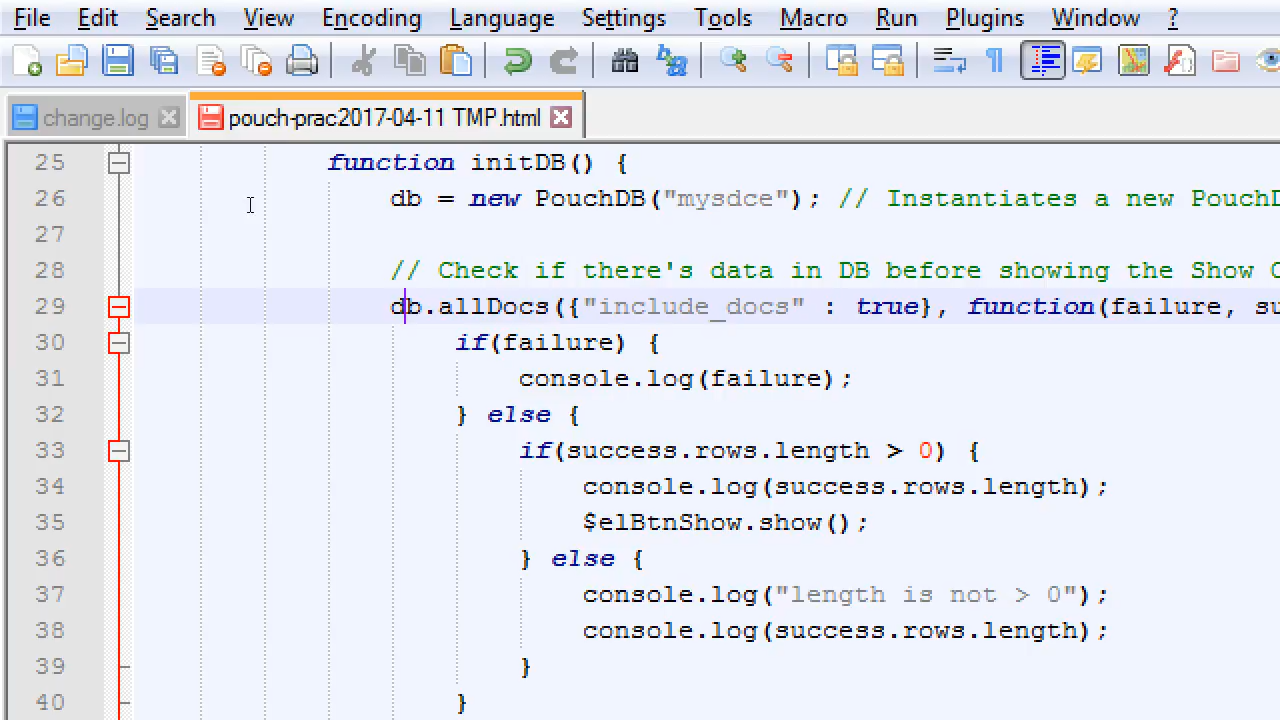 File Edit Search View Encoding Language Settings Tools Macro Run Plugins Window ?
change.log pouch-prac2017-04-11 TMP.html
25 function initDB() {
26 db = new PouchDB("mysdce"); // Instantiates a new
27
28 // Check if there's data in DB before showing the Show
29 db.allDocs({"include_docs" : true}, function(failure,
30 if(failure) {
31 console.log(failure);
32 } else {
33 if(success.rows.length > 0) {
34 console.log(success.rows.length);
35 $elBtnShow.show();
36 } else {
37 console.log("length is not > 0");
38 console.log(success.rows.length);
39 }
40 }